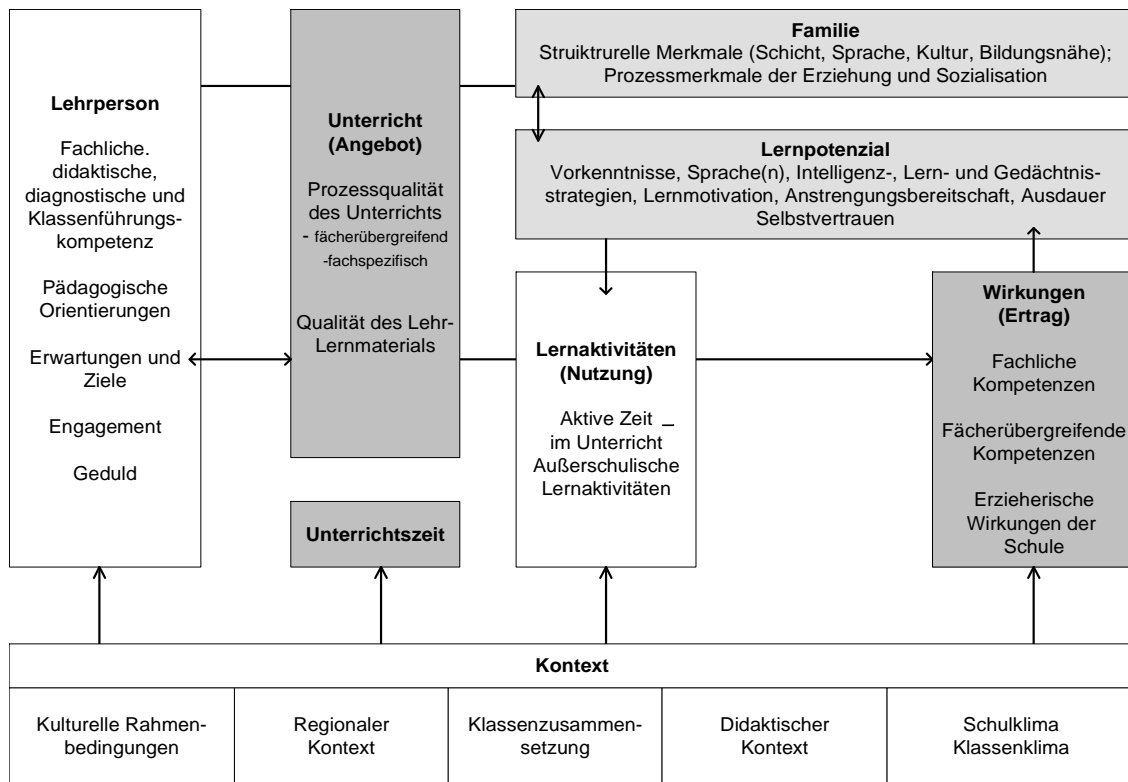 Lehrperson
Fachliche.
didaktische,
diagnostische und
Klassenführungs-
kompetenz
Pädagogische
Orientierungen
Erwartungen und
Ziele
Engagement
Geduld
Unterricht
(Angebot)
Prozessqualität
des Unterrichts
- fächerübergreifend
-fachspezifisch
Qualität des Lehr-
Lernmaterials
Unterrichtszeit
Familie
Struiktrurelle Merkmale (Schicht, Sprache, Kultur, Bildungsnähe);
Prozessmerkmale der Erziehung und Sozialisation
Lernpotenzial
Vorkenntnisse, Sprache(n), Intelligenz-, Lern- und Gedächtnis-
strategien, Lernmotivation, Anstrengungsbereitschaft, Ausdauer
Selbstvertrauen
Lernaktivitäten
(Nutzung)
Aktive Zeit _
im Unterricht
Außerschulische
Lernaktivitäten
Wirkungen
(Ertrag)
Fachliche
Kompetenzen
Fächerübergreifende
Kompetenzen
Erzieherische
Wirkungen der
Schule
Kontext
Kulturelle Rahmen-
bedingungen
Regionaler
Kontext
Klassenzusammen-
setzung
Didaktischer
Kontext
Schulklima
Klassenklima